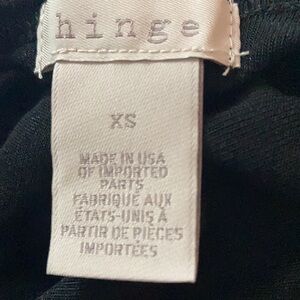 hinge
XS
MADE IN USA
OF IMPORTED
PARTS
FABRIQUÉ AUX
ÉTATS-UNIS À
PARTIR DE PIÈCES
IMPORTÉES